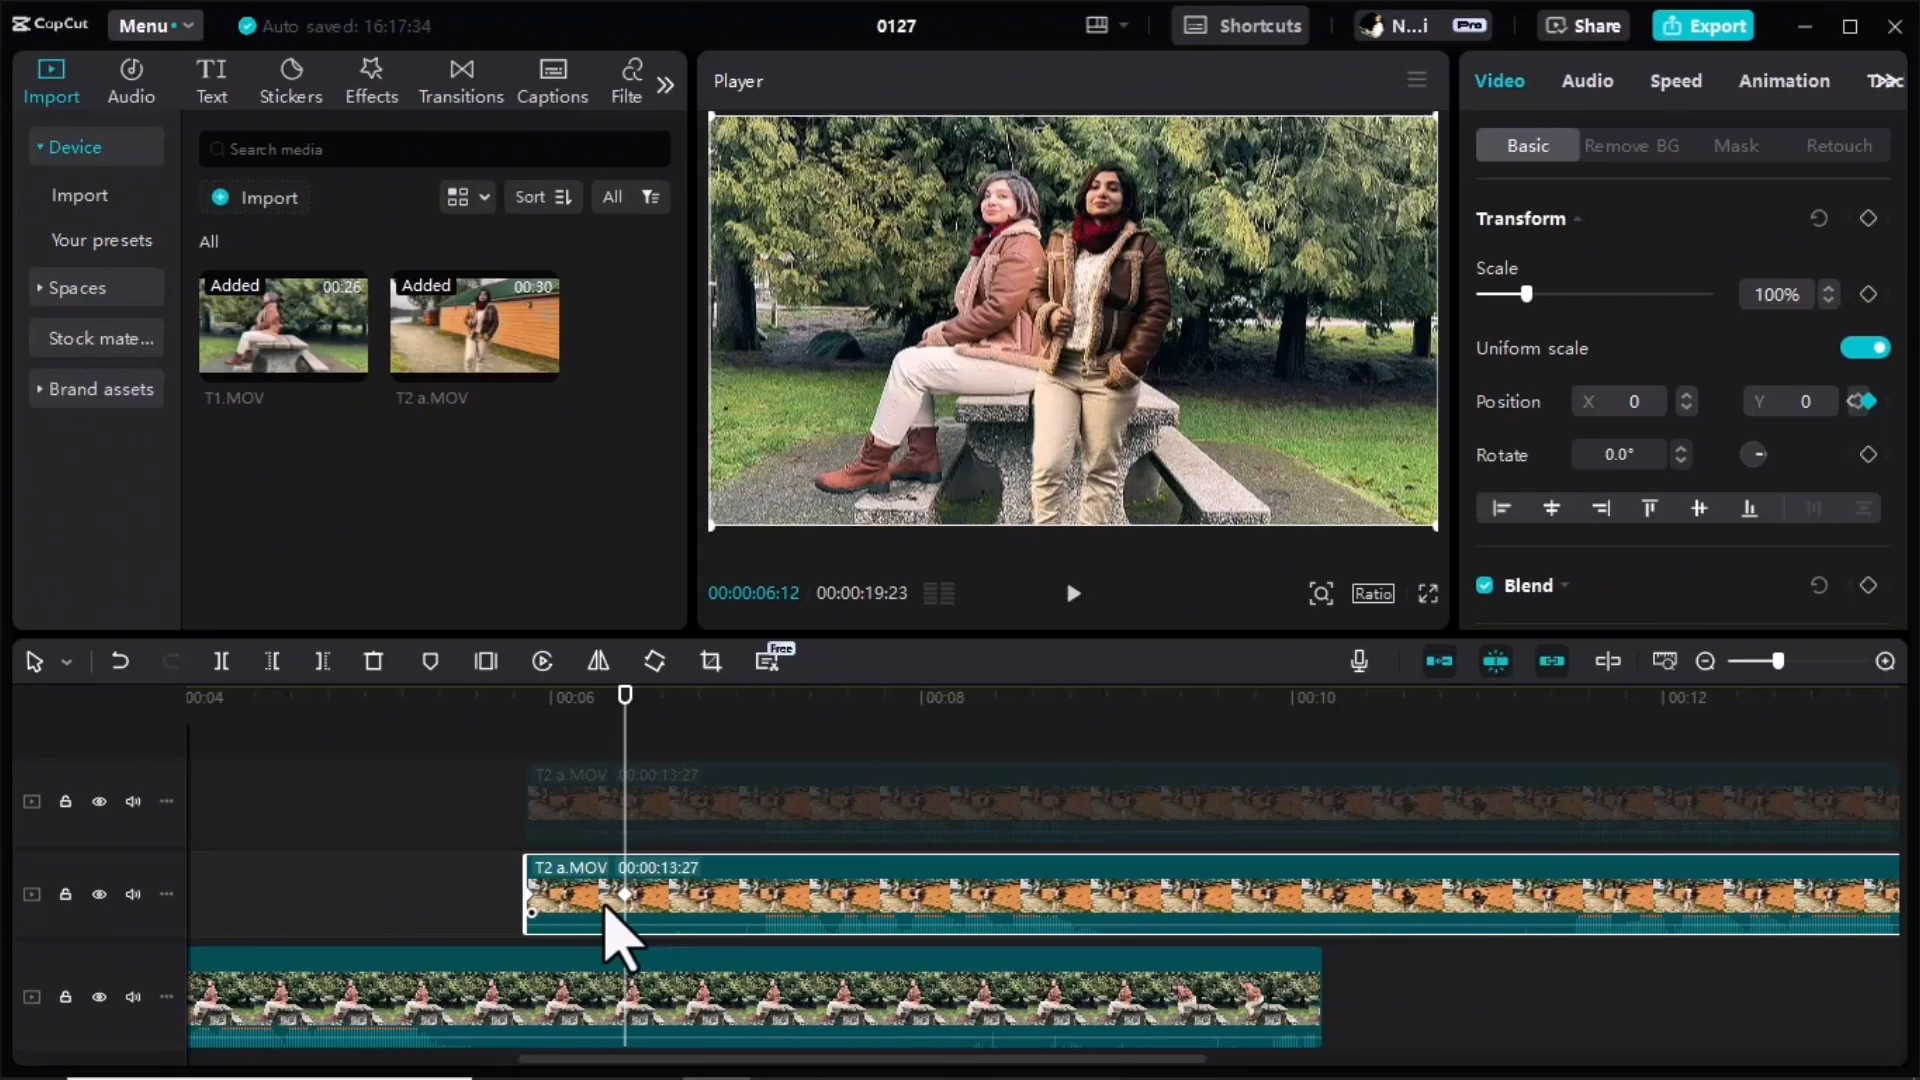 CapCut
Menu
Auto saved: 16:17:34
0127
Shortcuts
N...i
Pro
Share
Export
Import
Audio
Text
Stickers
Effects
Transitions
Captions
Filte
Device
Import
Your presets
Spaces
Stock mate...
Brand assets
Search media
Import
Sort
All
All
Added
00:26
T1.MOV
Added
00:30
T2 a.MOV
Player
00:00:06:12
00:00:19:23
Ratio
Video
Audio
Speed
Animation
Basic
Remove BG
Mask
Retouch
Transform
Scale
100%
Uniform scale
Position
X 0
Y 0
Rotate
0.0°
Blend
Free
00:04
00:06
00:08
00:10
00:12
T2 a.MOV 00:00:13:27
T2 a.MOV 00:00:13:27